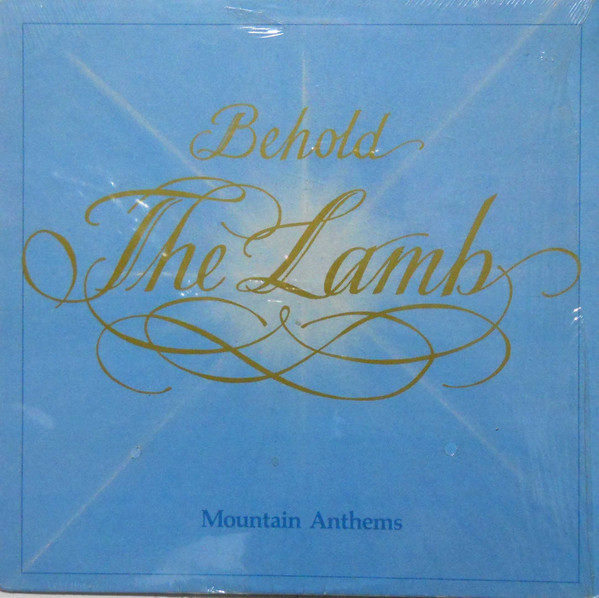 Behold
The Lamb
Mountain Anthems